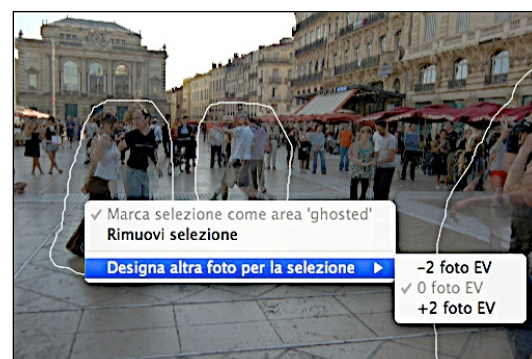 ✓ Marca selezione come area 'ghosted'
Rimuovi selezione
Designa altra foto per la selezione ▶
-2 foto EV
✓ 0 foto EV
+2 foto EV